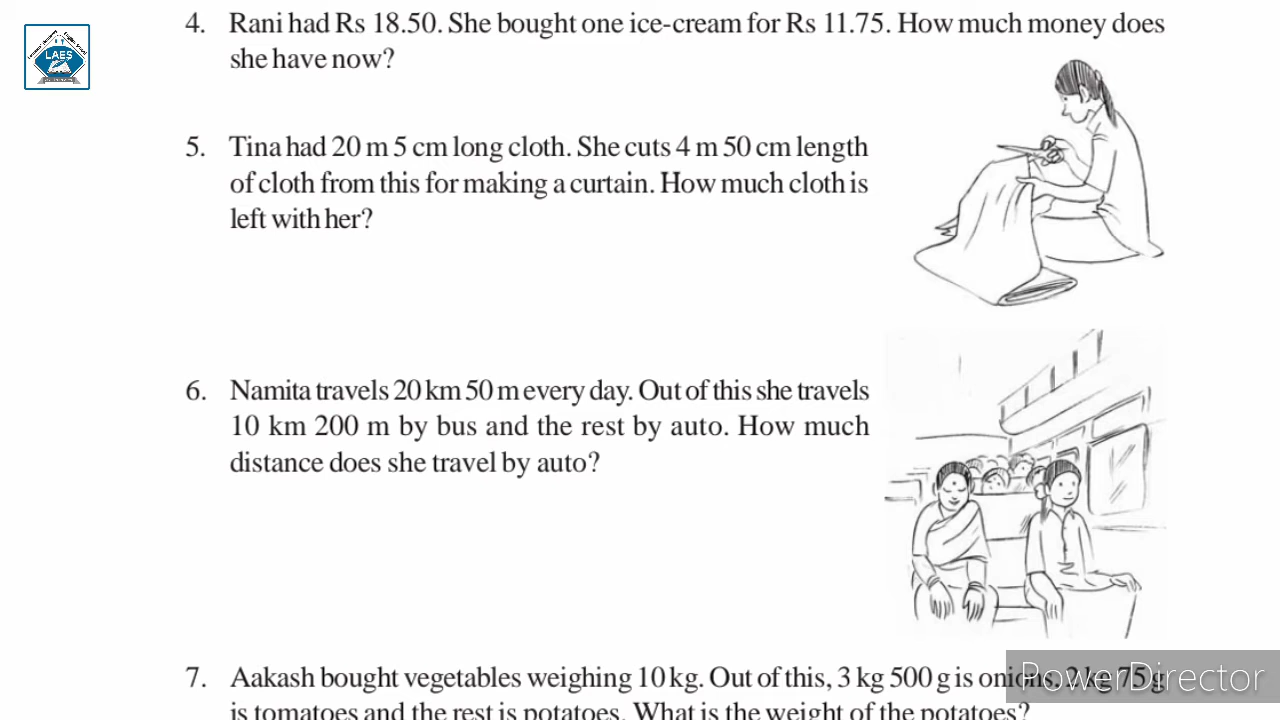 4. Rani had Rs 18.50. She bought one ice-cream for Rs 11.75. How much money does
she have now?
LAES
5. Tina had 20 m 5 cm long cloth. She cuts 4 m 50 cm length
of cloth from this for making a curtain. How much cloth is
left with her?
6. Namita travels 20 km 50 m every day. Out of this she travels
10 km 200 m by bus and the rest by auto. How much
distance does she travel by auto?
7. Aakash bought vegetables weighing 10 kg. Out of this, 3 kg 500 g is onions, 2 kg 75 g
is tomatoes and the rest is potatoes. What is the weight of the potatoes?
PowerDirector